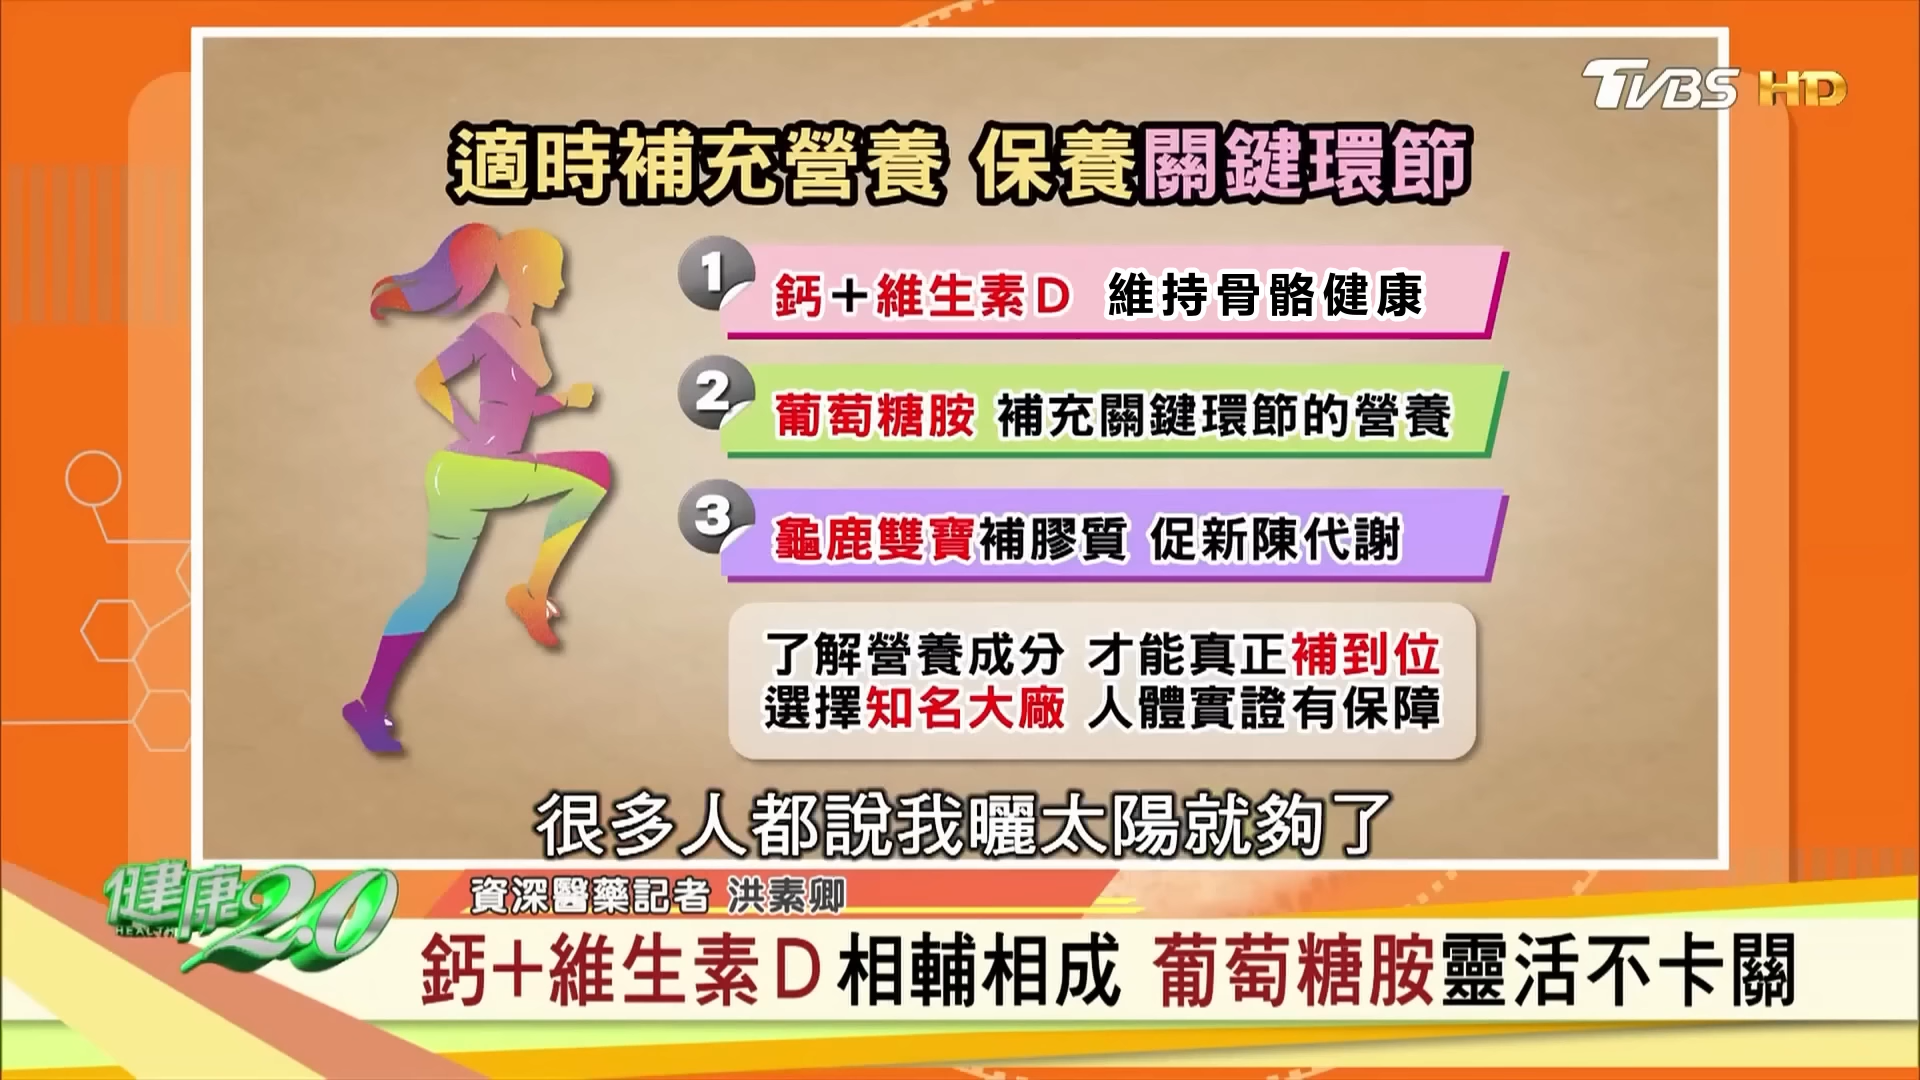 TVBS HD
適時補充營養 保養關鍵環節
1 鈣+維生素D 維持骨骼健康
2 葡萄糖胺 補充關鍵環節的營養
3 龜鹿雙寶補膠質 促新陳代謝
了解營養成分 才能真正補到位
選擇知名大廠 人體實證有保障
很多人都說我曬太陽就夠了
健康2.0
HEALTH
資深醫藥記者 洪素卿
鈣+維生素D相輔相成 葡萄糖胺靈活不卡關